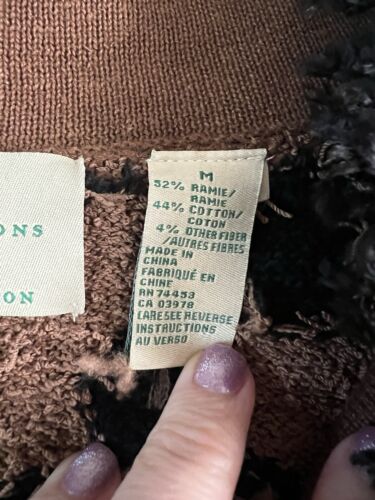 ONS
ON
M
52% RAMIE/
RAMIE
44% COTTON/
COTON
4% OTHER FIBER
/AUTRES FIBRES
MADE IN
CHINA
FABRIQUÉ EN
CHINE
RN 74453
CA 03978
CARE SEE REVERSE
INSTRUCTIONS
AU VERSO